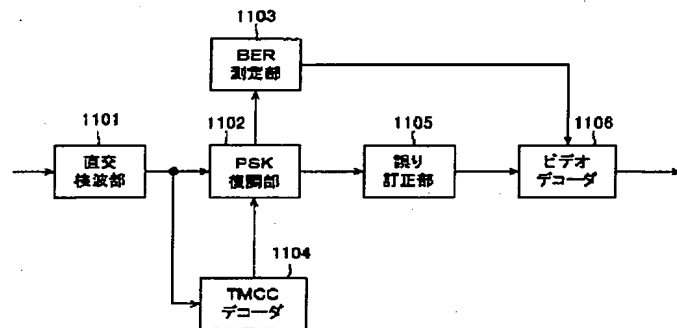 1103
BER
測定部
1101
直交
検波部
1102
PSK
復調部
1105
誤り
訂正部
1106
ビデオ
デコーダ
1104
TMCC
デコーダ